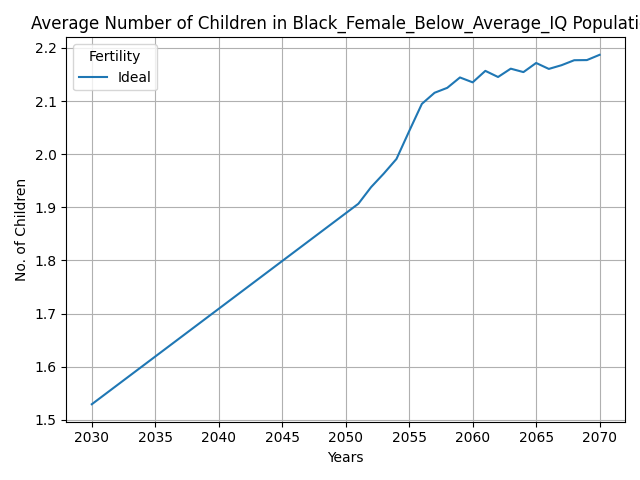 Average Number of Children in Black_Female_Below_Average_IQ Populati
Fertility
Ideal
2.2
2.1
2.0
1.9
1.8
1.7
1.6
1.5
No. of Children
2030 2035 2040 2045 2050 2055 2060 2065 2070
Years